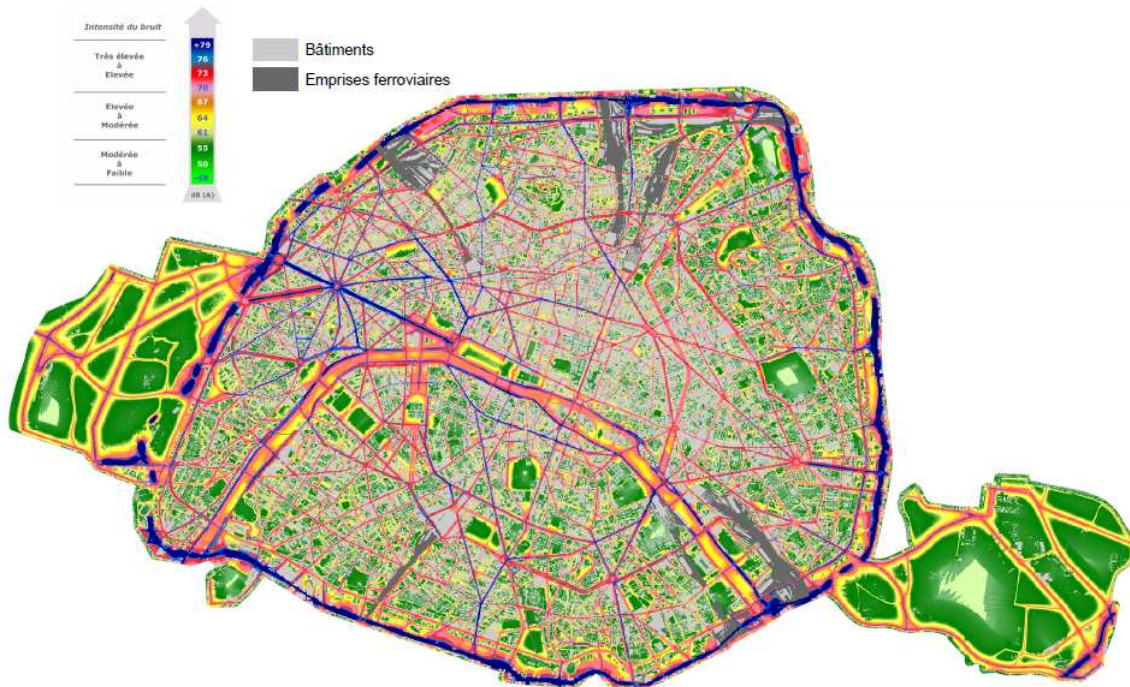 Intensité du bruit
Très élevée
à
Elevée
Elevée
à
Modérée
Modérée
à
Faible
+79
76
73
70
67
64
61
55
50
dB (A)
Bâtiments
Emprises ferroviaires